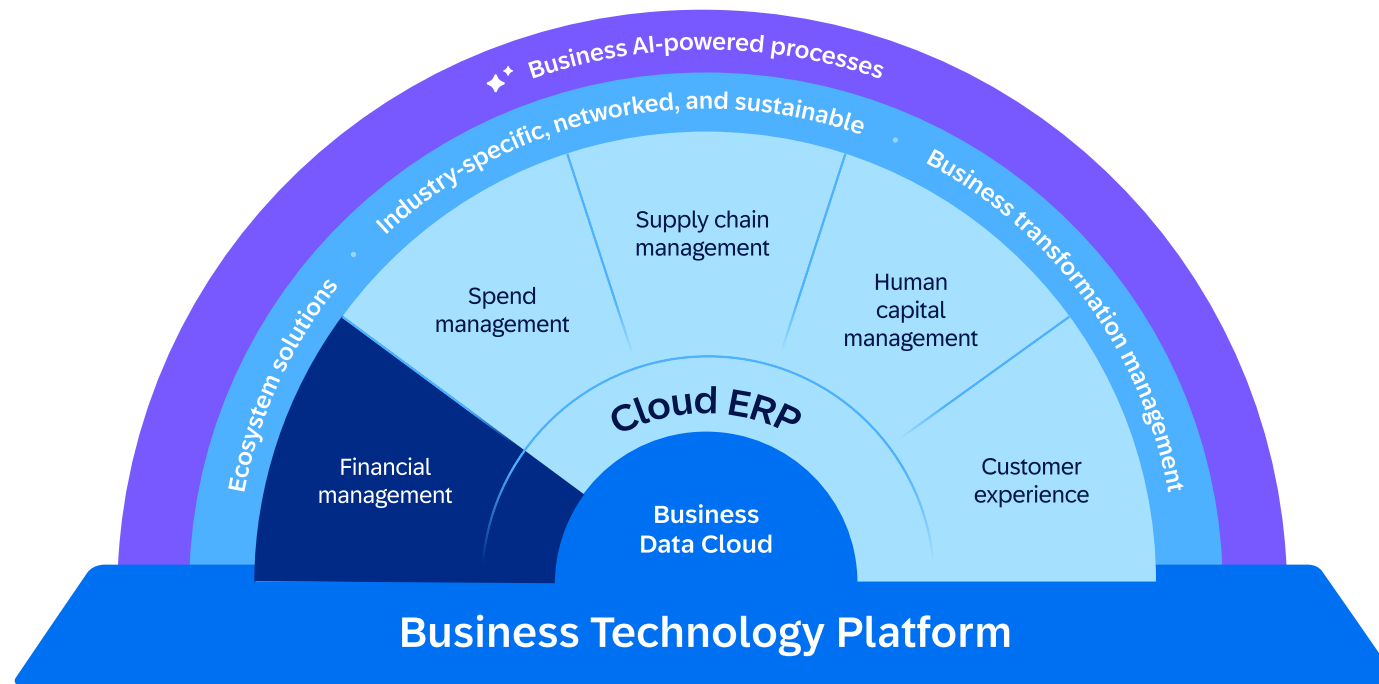 Business AI-powered processes
Ecosystem solutions · Industry-specific, networked, and sustainable · Business transformation management
Supply chain
management
Spend
management
Human
capital
management
Financial
management
Customer
experience
Cloud ERP
Business
Data Cloud
Business Technology Platform